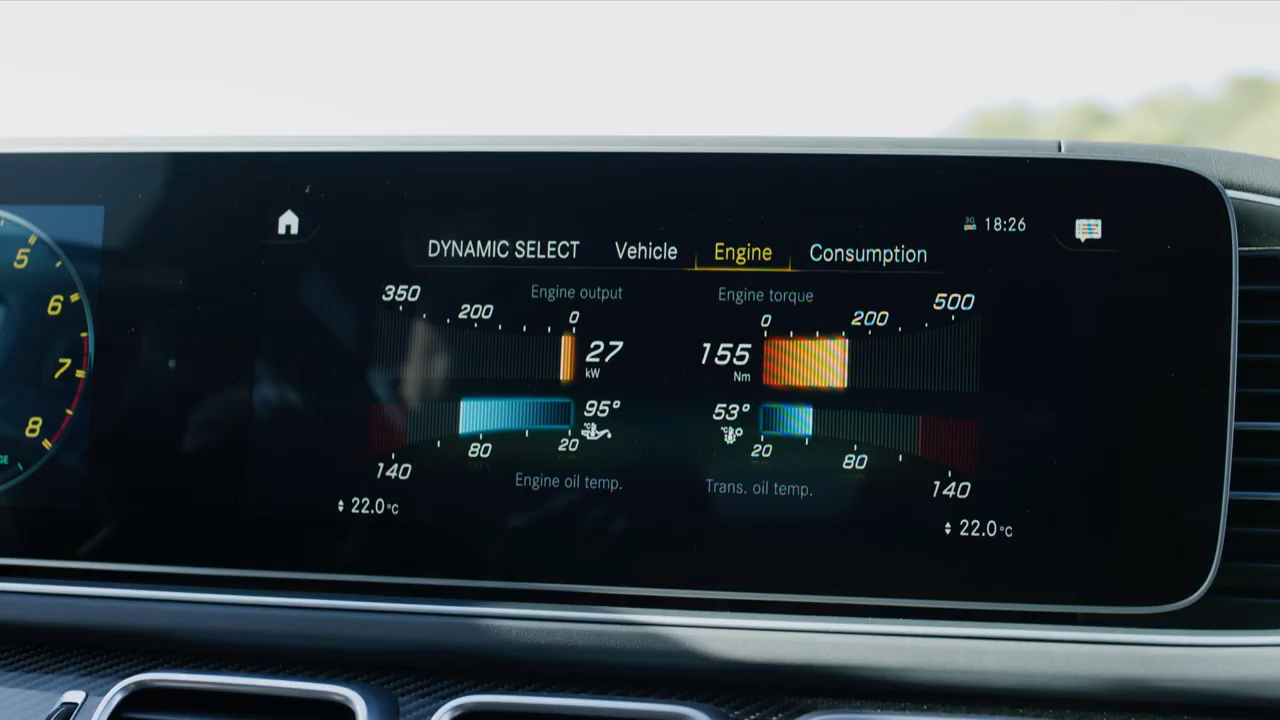 5
6
7
8
GE
3G
18:26
DYNAMIC SELECT Vehicle Engine Consumption
Engine output
350 200 0
27
kW
Engine torque
0 200 500
155
Nm
95°
°C
140 80 20
Engine oil temp.
53°
°C
20 80 140
Trans. oil temp.
22.0°C
22.0°C